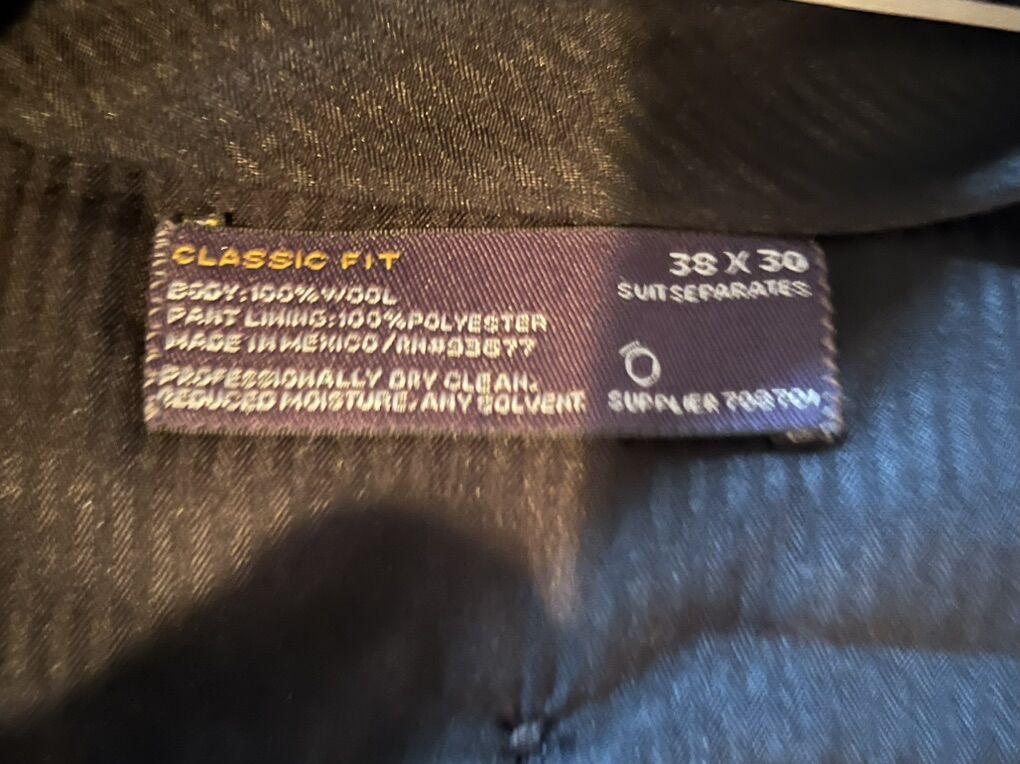 CLASSIC FIT
38 X 30
BODY:100%WOOL
SUIT SEPARATES
PART LINING:100%POLYESTER
MADE IN MEXICO/RN#93677
PROFESSIONALLY DRY CLEAN.
REDUCED MOISTURE. ANY SOLVENT
SUPPLIER